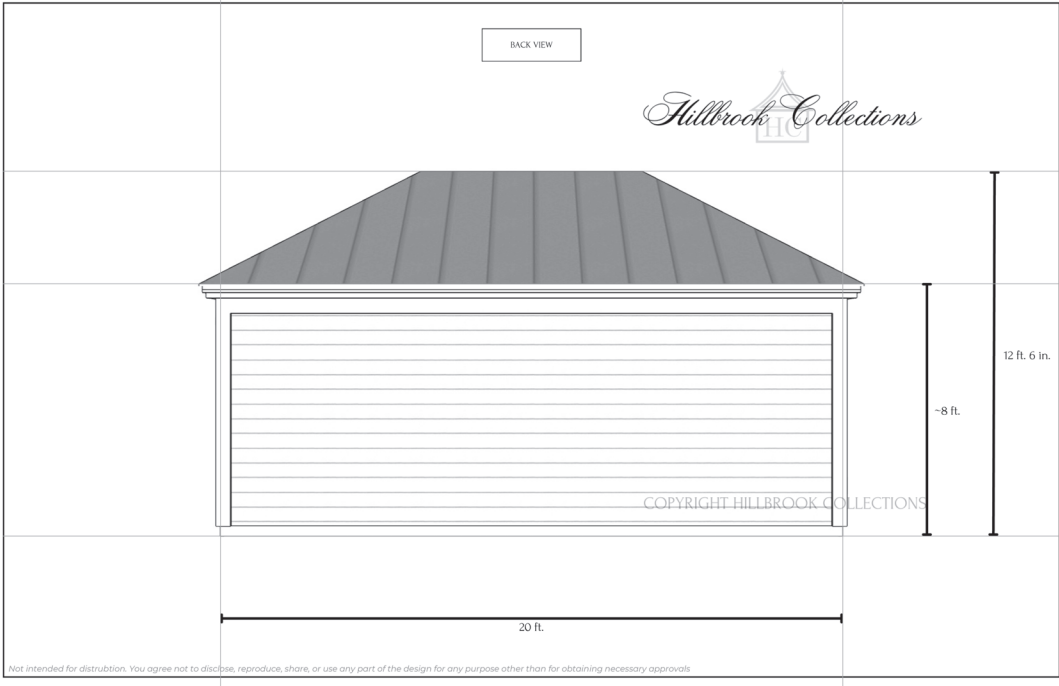 BACK VIEW
Hillbrook Collections
HC
12 ft. 6 in.
~8 ft.
COPYRIGHT HILLBROOK COLLECTIONS
20 ft.
Not intended for distrubtion. You agree not to disclose, reproduce, share, or use any part of the design for any purpose other than for obtaining necessary approvals